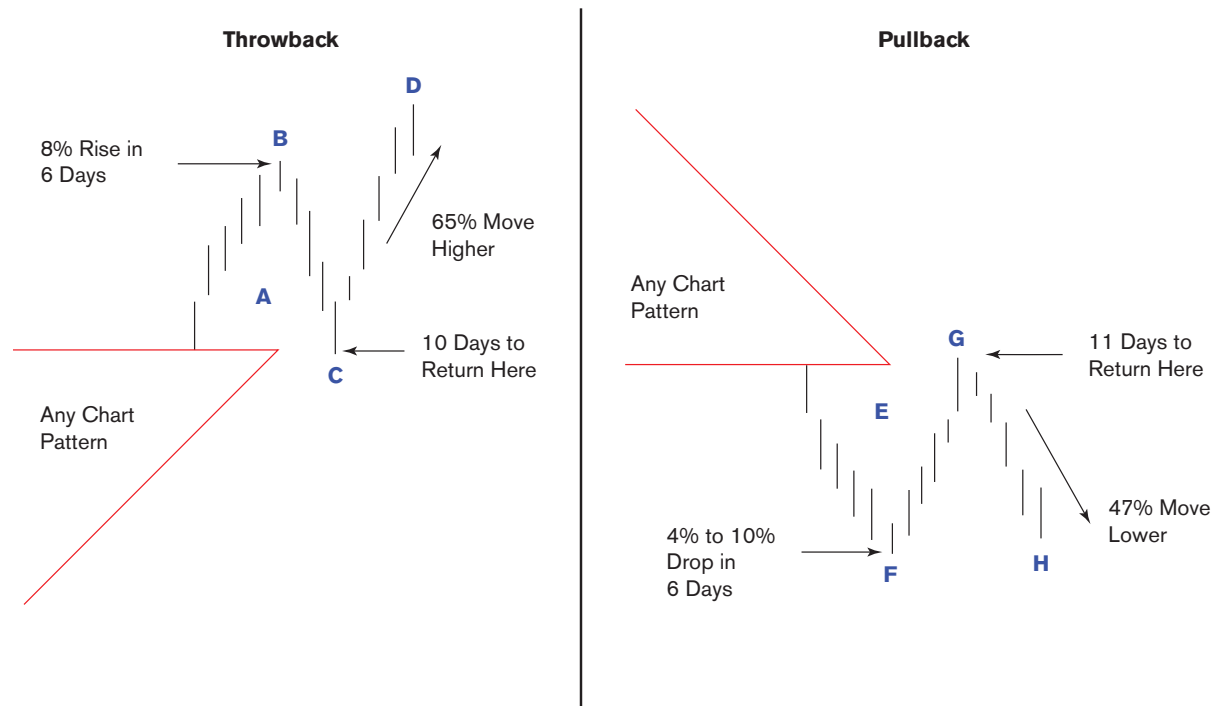 Throwback
D
B
8% Rise in
6 Days
65% Move
Higher
A
10 Days to
Return Here
C
Any Chart
Pattern
Pullback
Any Chart
Pattern
G
11 Days to
Return Here
E
47% Move
Lower
4% to 10%
Drop in
6 Days
F
H